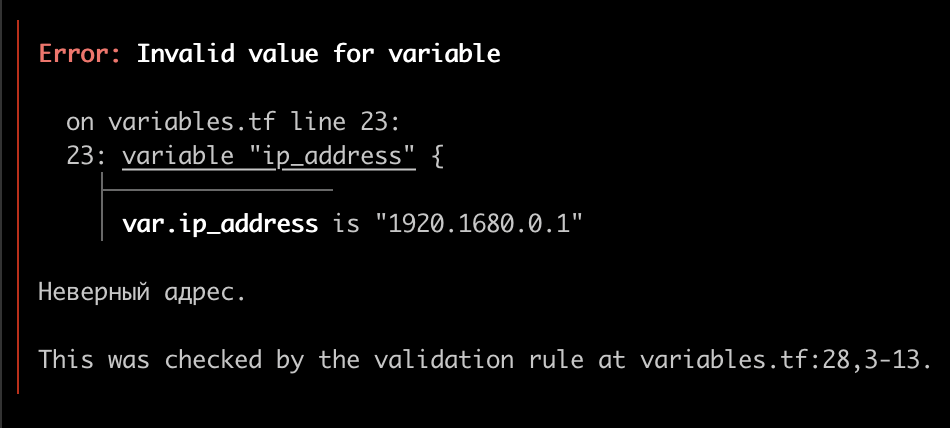 Error: Invalid value for variable
on variables.tf line 23:
23: variable "ip_address" {
var.ip_address is "1920.1680.0.1"
Неверный адрес.
This was checked by the validation rule at variables.tf:28,3-13.